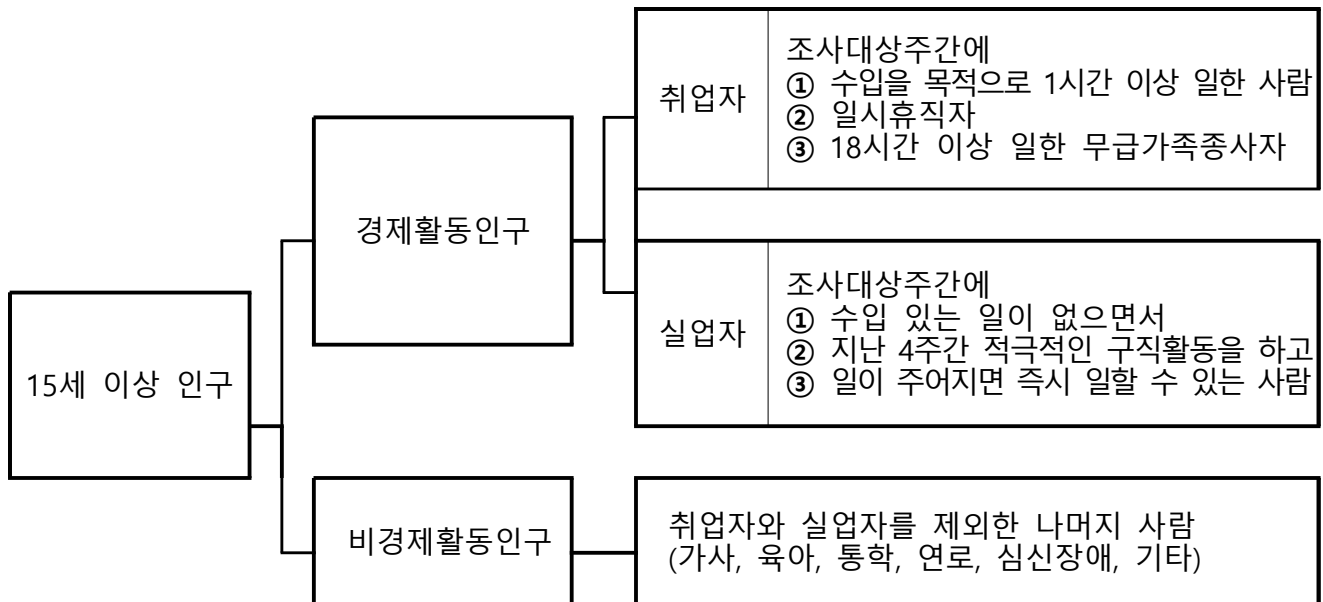 15세 이상 인구
경제활동인구
취업자
조사대상주간에
① 수입을 목적으로 1시간 이상 일한 사람
② 일시휴직자
③ 18시간 이상 일한 무급가족종사자
실업자
조사대상주간에
① 수입 있는 일이 없으면서
② 지난 4주간 적극적인 구직활동을 하고
③ 일이 주어지면 즉시 일할 수 있는 사람
비경제활동인구
취업자와 실업자를 제외한 나머지 사람
(가사, 육아, 통학, 연로, 심신장애, 기타)